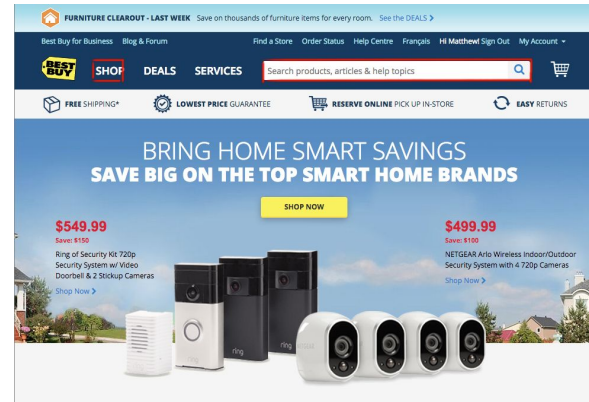 FURNITURE CLEAROUT - LAST WEEK Save on thousands of furniture items for every room. See the DEALS >
Best Buy for Business Blog & Forum Find a Store Order Status Help Centre Français Hi Matthew! Sign Out My Account
BEST BUY SHOP DEALS SERVICES Search products, articles & help topics
FREE SHIPPING* LOWEST PRICE GUARANTEE RESERVE ONLINE PICK UP IN-STORE EASY RETURNS
BRING HOME SMART SAVINGS
SAVE BIG ON THE TOP SMART HOME BRANDS
SHOP NOW
$549.99
Save: $150
Ring of Security Kit 720p
Security System w/ Video
Doorbell & 2 Stickup Cameras
Shop Now >
$499.99
Save: $100
NETGEAR Arlo Wireless Indoor/Outdoor
Security System with 4 720p Cameras
Shop Now >
ring
ring